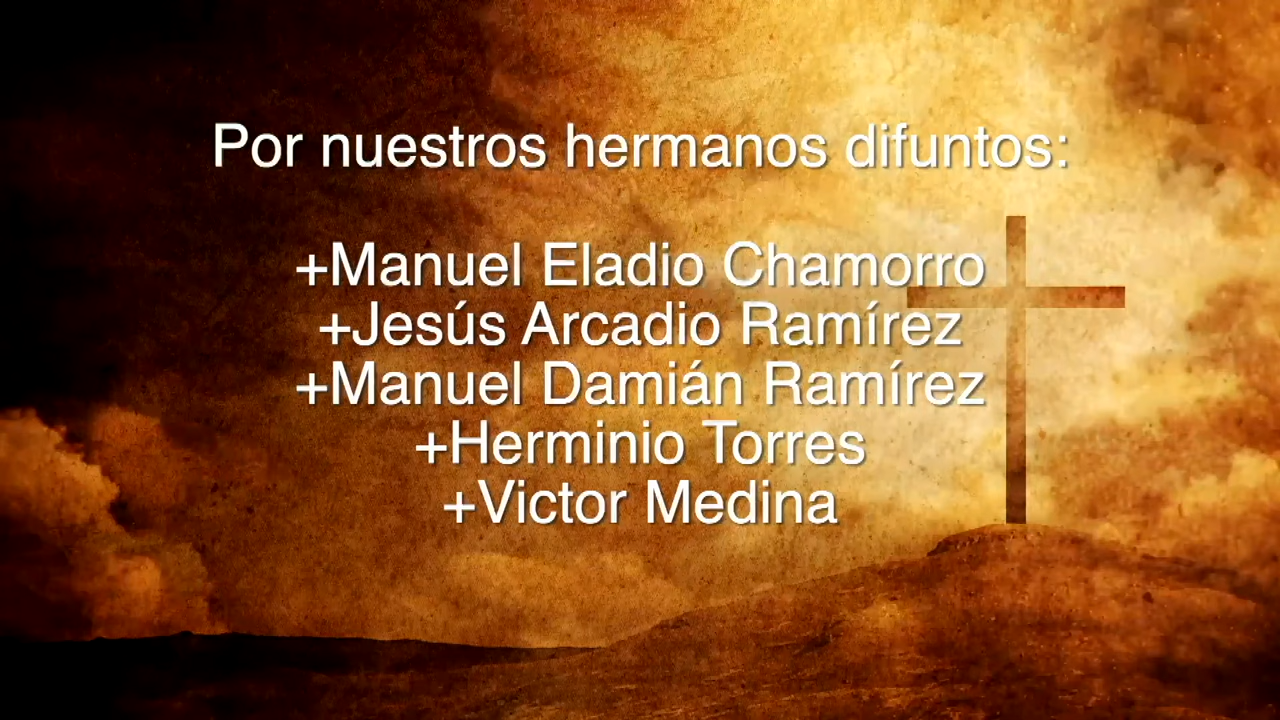 Por nuestros hermanos difuntos:
+Manuel Eladio Chamorro
+Jesús Arcadio Ramírez
+Manuel Damián Ramírez
+Herminio Torres
+Victor Medina